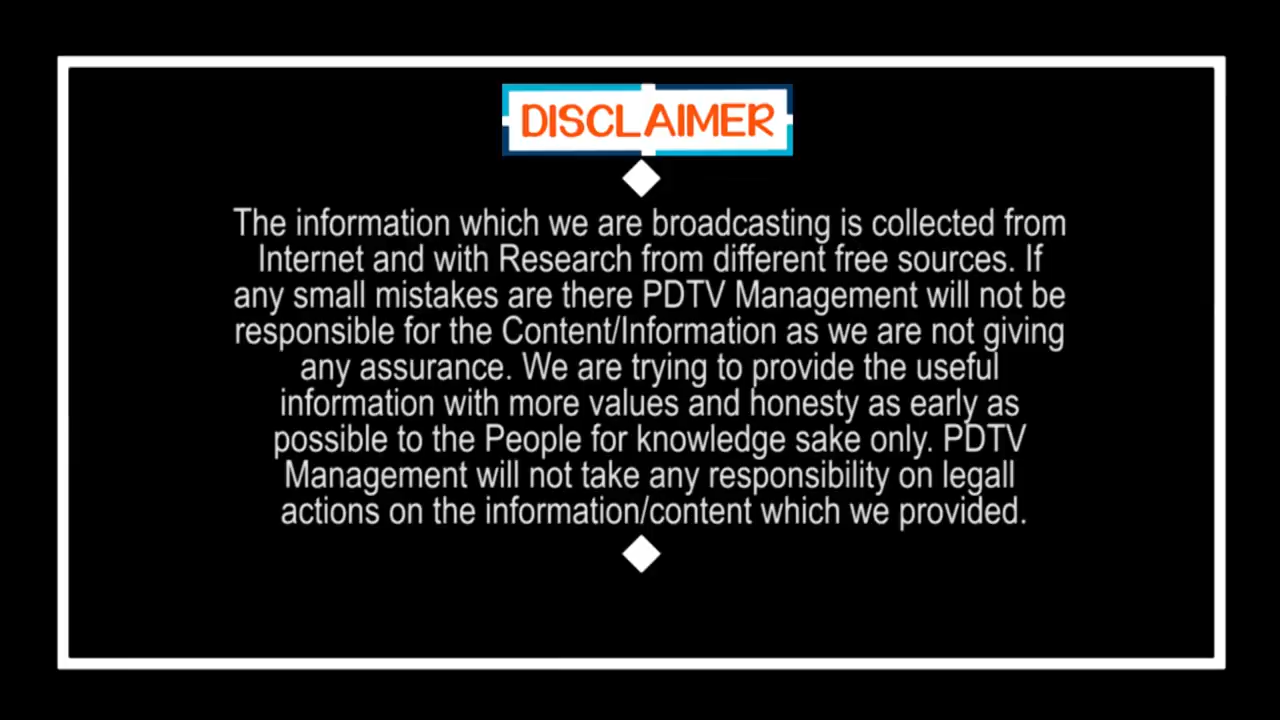 DISCLAIMER
The information which we are broadcasting is collected from
Internet and with Research from different free sources. If
any small mistakes are there PDTV Management will not be
responsible for the Content/Information as we are not giving
any assurance. We are trying to provide the useful
information with more values and honesty as early as
possible to the People for knowledge sake only. PDTV
Management will not take any responsibility on legall
actions on the information/content which we provided.